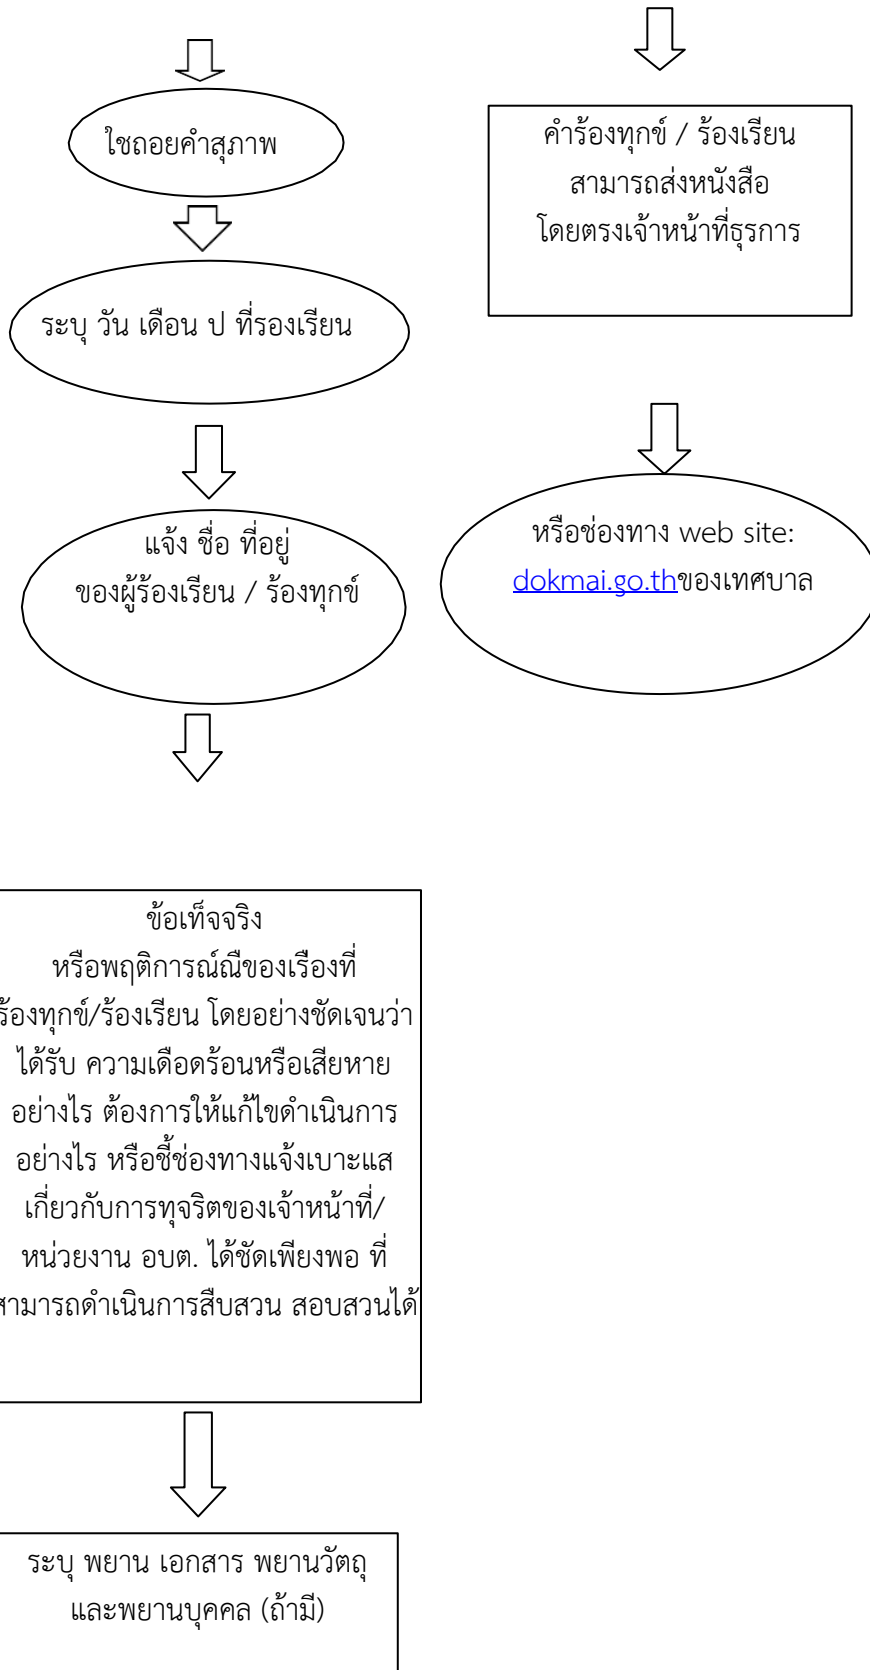 ใชถอยคำสุภาพ
ระบุ วัน เดือน ป ที่รองเรียน
แจ้ง ชื่อ ที่อยู่
ของผู้ร้องเรียน / ร้องทุกข์
ข้อเท็จจริง
หรือพฤติการณ์ณืของเรืองที่
ร้องทุกข์/ร้องเรียน โดยอย่างชัดเจนว่า
ได้รับ ความเดือดร้อนหรือเสียหาย
อย่างไร ต้องการให้แก้ไขดำเนินการ
อย่างไร หรือชี้ช่องทางแจ้งเบาะแส
เกี่ยวกับการทุจริตของเจ้าหน้าที่/
หน่วยงาน อบต. ได้ชัดเพียงพอ ที่
สามารถดำเนินการสืบสวน สอบสวนได้
ระบุ พยาน เอกสาร พยานวัตถุ
และพยานบุคคล (ถ้ามี)
คำร้องทุกข์ / ร้องเรียน
สามารถส่งหนังสือ
โดยตรงเจ้าหน้าที่ธุรการ
หรือช่องทาง web site:
dokmai.go.thของเทศบาล